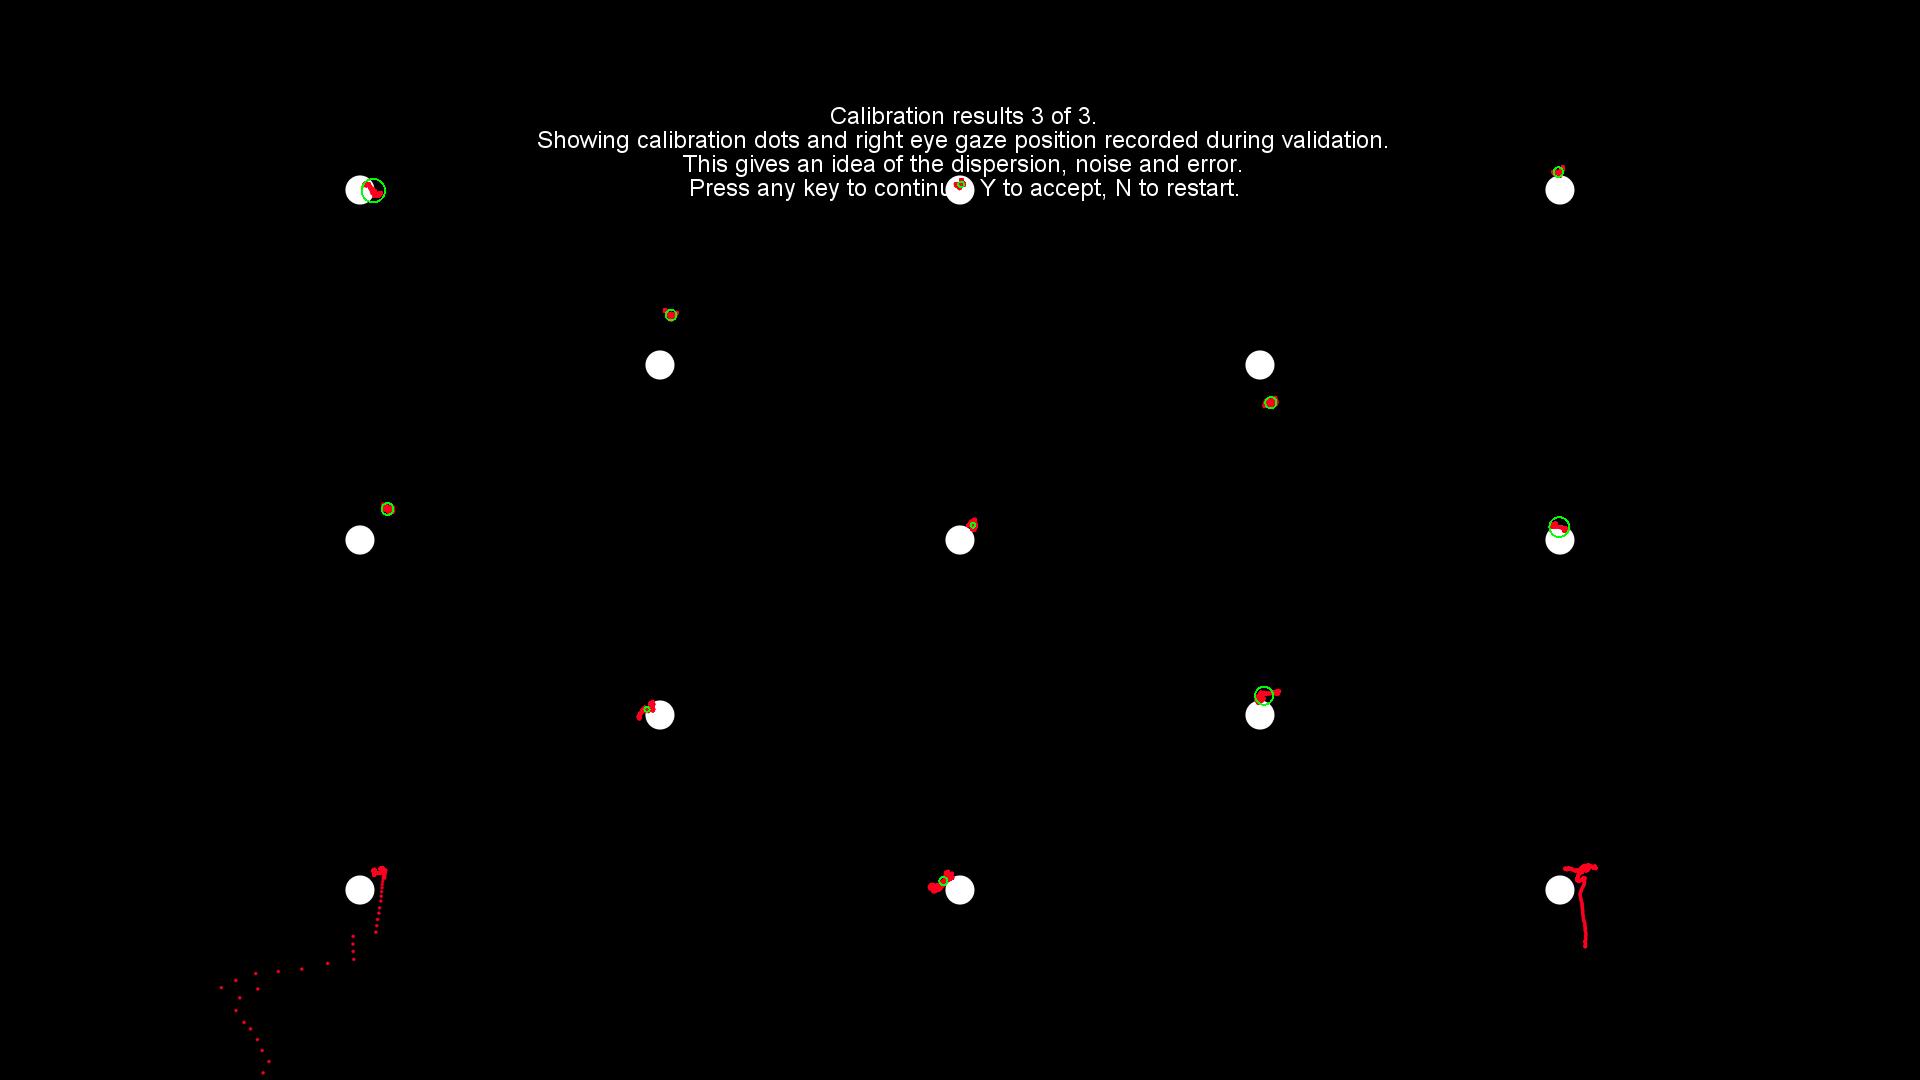 Calibration results 3 of 3.
Showing calibration dots and right eye gaze position recorded during validation.
This gives an idea of the dispersion, noise and error.
Press any key to continu Y to accept, N to restart.